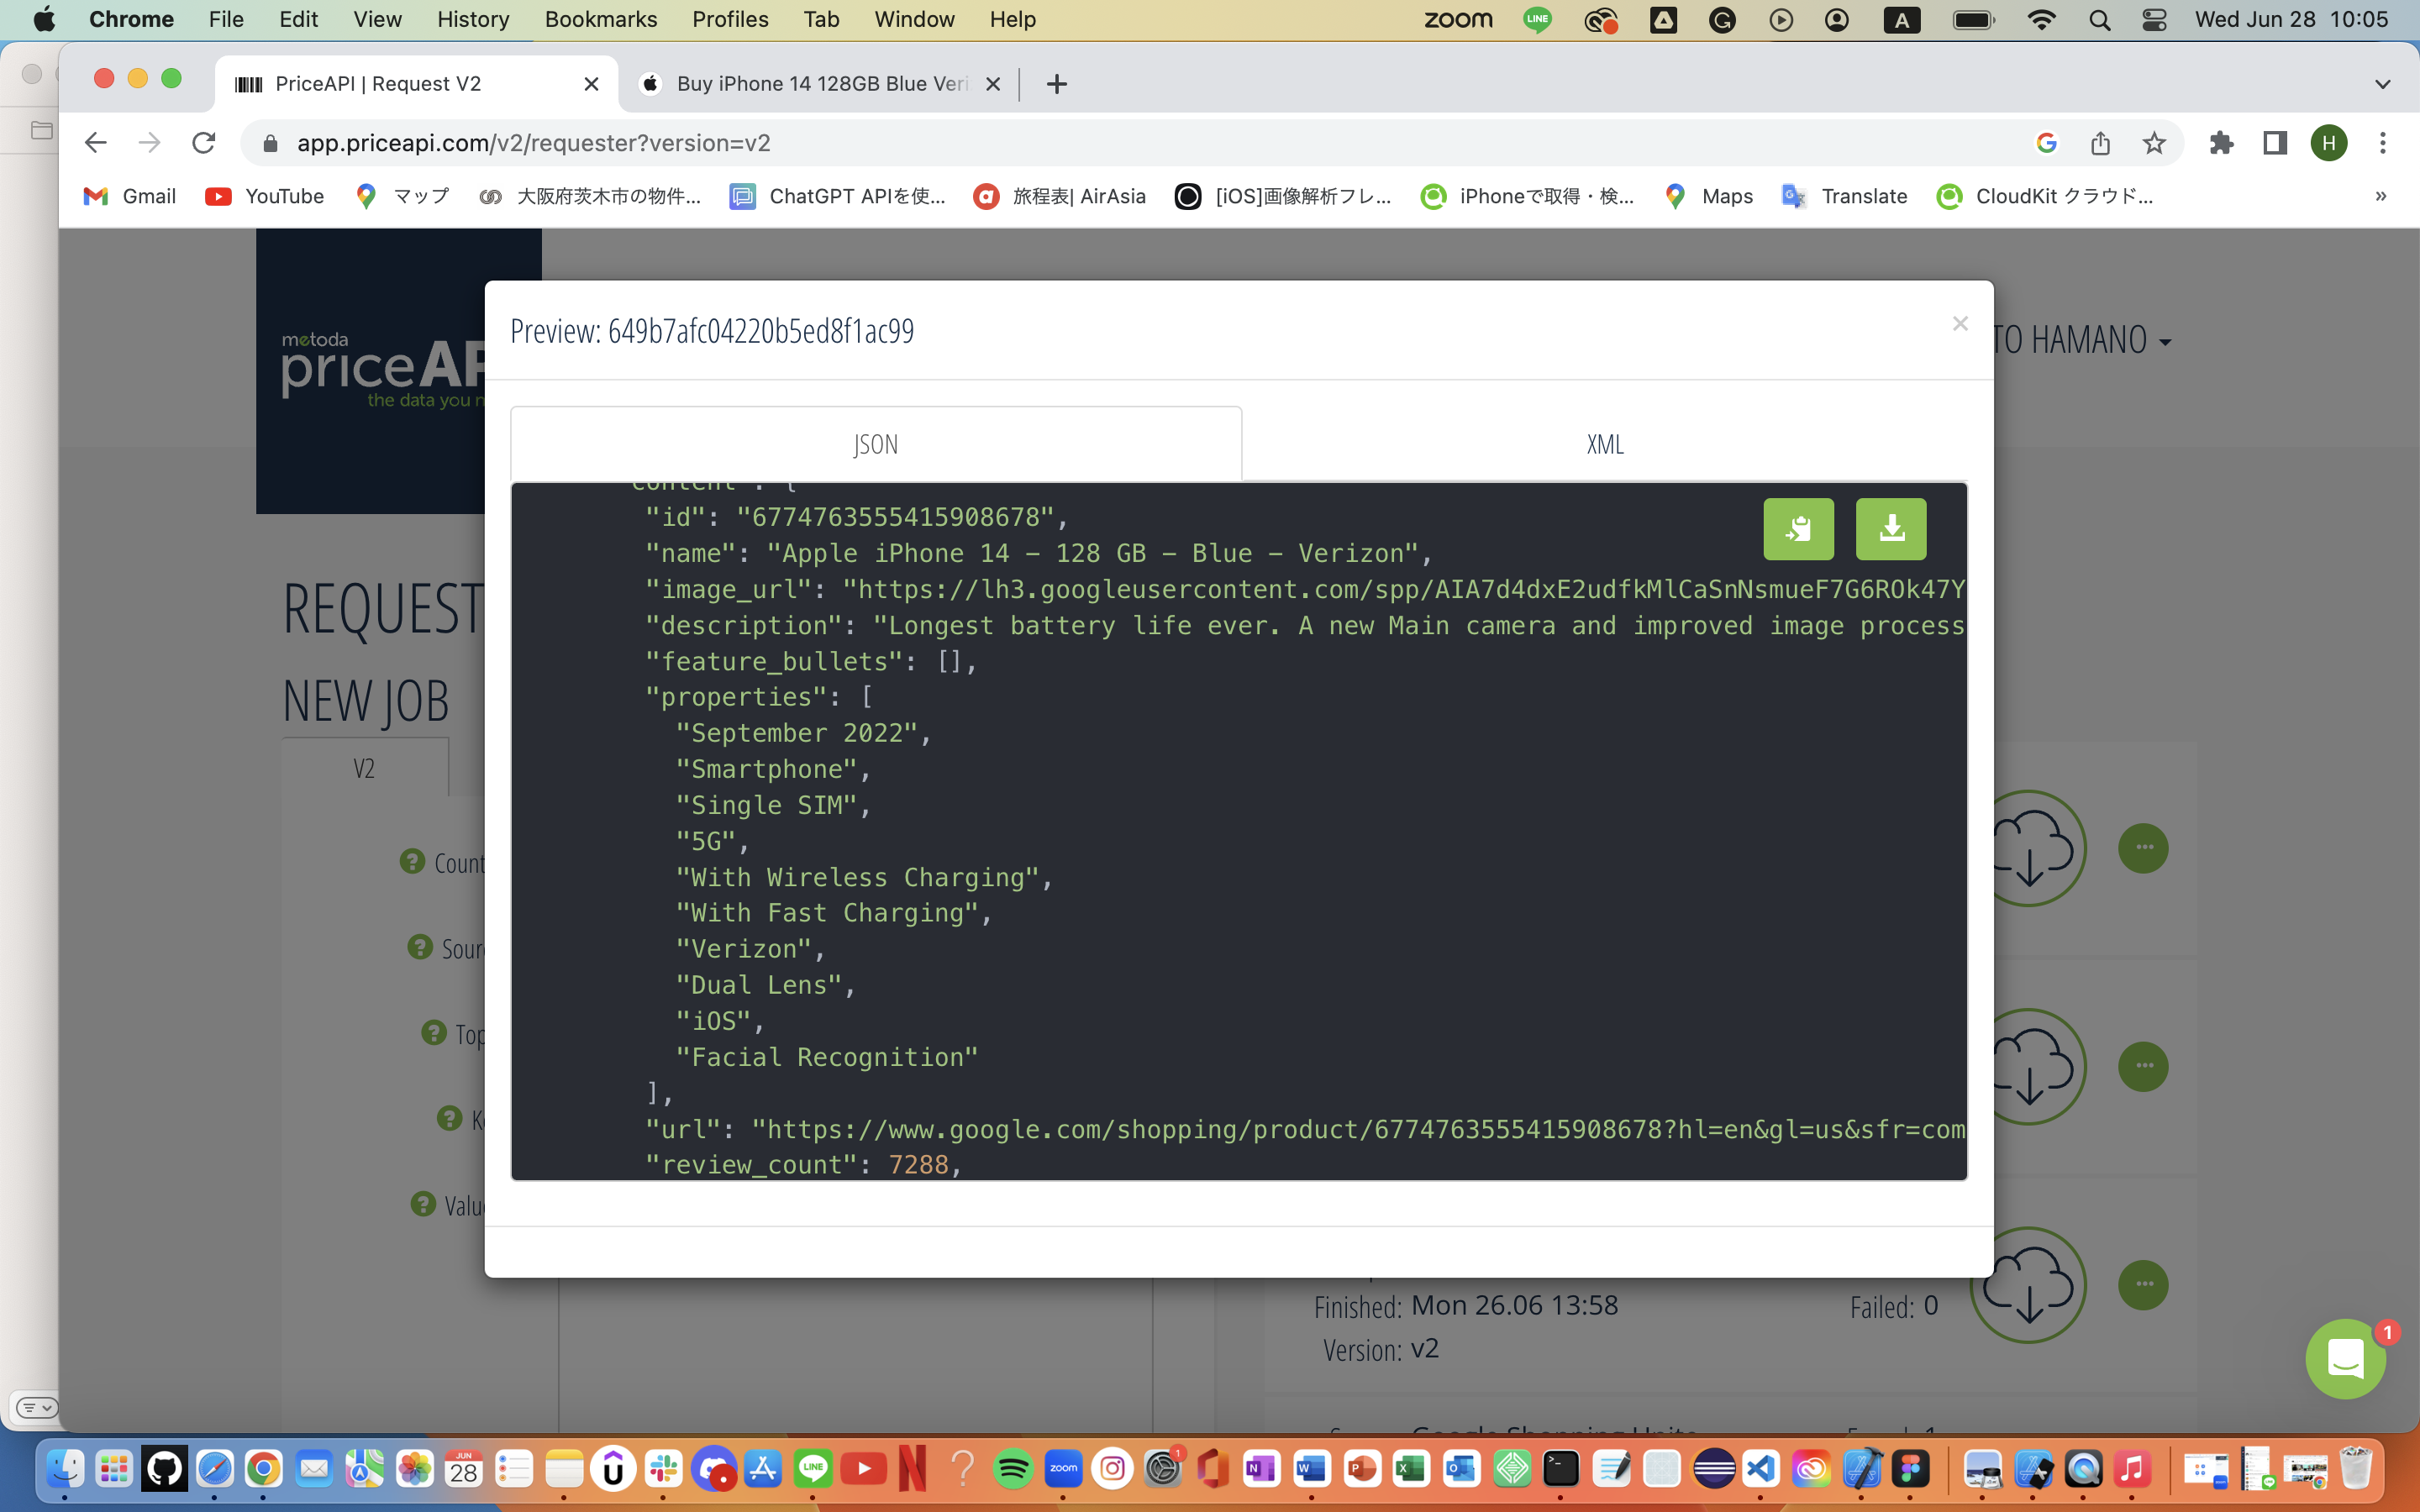 Chrome File Edit View History Bookmarks Profiles Tab Window Help zoom LINE A Wed Jun 28 10:05
PriceAPI | Request V2
Buy iPhone 14 128GB Blue Veri
app.priceapi.com/v2/requester?version=v2
H
Gmail YouTube マップ 大阪府茨木市の物件... ChatGPT APIを使... 旅程表| AirAsia [iOS]画像解析フレ... iPhoneで取得・検... Maps Translate CloudKit クラウド... »
metoda
priceAP
the data you n
TO HAMANO
Preview: 649b7afc04220b5ed8f1ac99
×
JSON
XML
content": {
"id": "6774763555415908678",
"name": "Apple iPhone 14 – 128 GB – Blue – Verizon",
"image_url": "https://lh3.googleusercontent.com/spp/AIA7d4dxE2udfkMlCaSnNsmueF7G6ROk47Y
"description": "Longest battery life ever. A new Main camera and improved image process
"feature_bullets": [],
"properties": [
"September 2022",
"Smartphone",
"Single SIM",
"5G",
"With Wireless Charging",
"With Fast Charging",
"Verizon",
"Dual Lens",
"iOS",
"Facial Recognition"
],
"url": "https://www.google.com/shopping/product/6774763555415908678?hl=en&gl=us&sfr=com
"review_count": 7288,
REQUEST
NEW JOB
V2
? Count
? Sour
? Top
? K
? Valu
Finished: Mon 26.06 13:58
Failed: 0
Version: v2
1
JUN
28
LINE
zoom
1